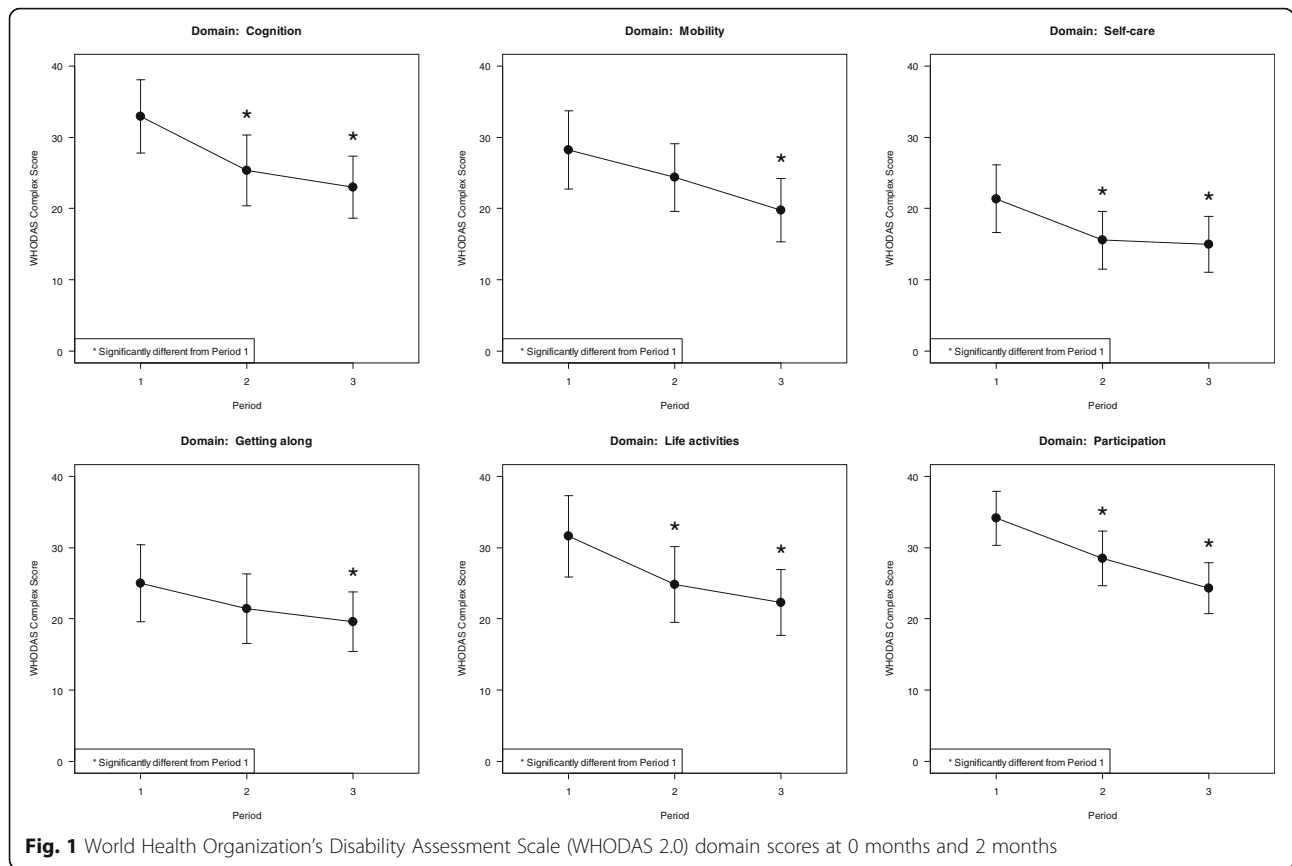 Domain: Cognition
WHODAS Complex Score
40
30
20
10
0
*
*
* Significantly different from Period 1
1
2
3
Period
Domain: Mobility
WHODAS Complex Score
40
30
20
10
0
*
* Significantly different from Period 1
1
2
3
Period
Domain: Self-care
WHODAS Complex Score
40
30
20
10
0
*
*
* Significantly different from Period 1
1
2
3
Period
Domain: Getting along
WHODAS Complex Score
40
30
20
10
0
*
* Significantly different from Period 1
1
2
3
Period
Domain: Life activities
WHODAS Complex Score
40
30
20
10
0
*
*
* Significantly different from Period 1
1
2
3
Period
Domain: Participation
WHODAS Complex Score
40
30
20
10
0
*
*
* Significantly different from Period 1
1
2
3
Period
Fig. 1 World Health Organization's Disability Assessment Scale (WHODAS 2.0) domain scores at 0 months and 2 months